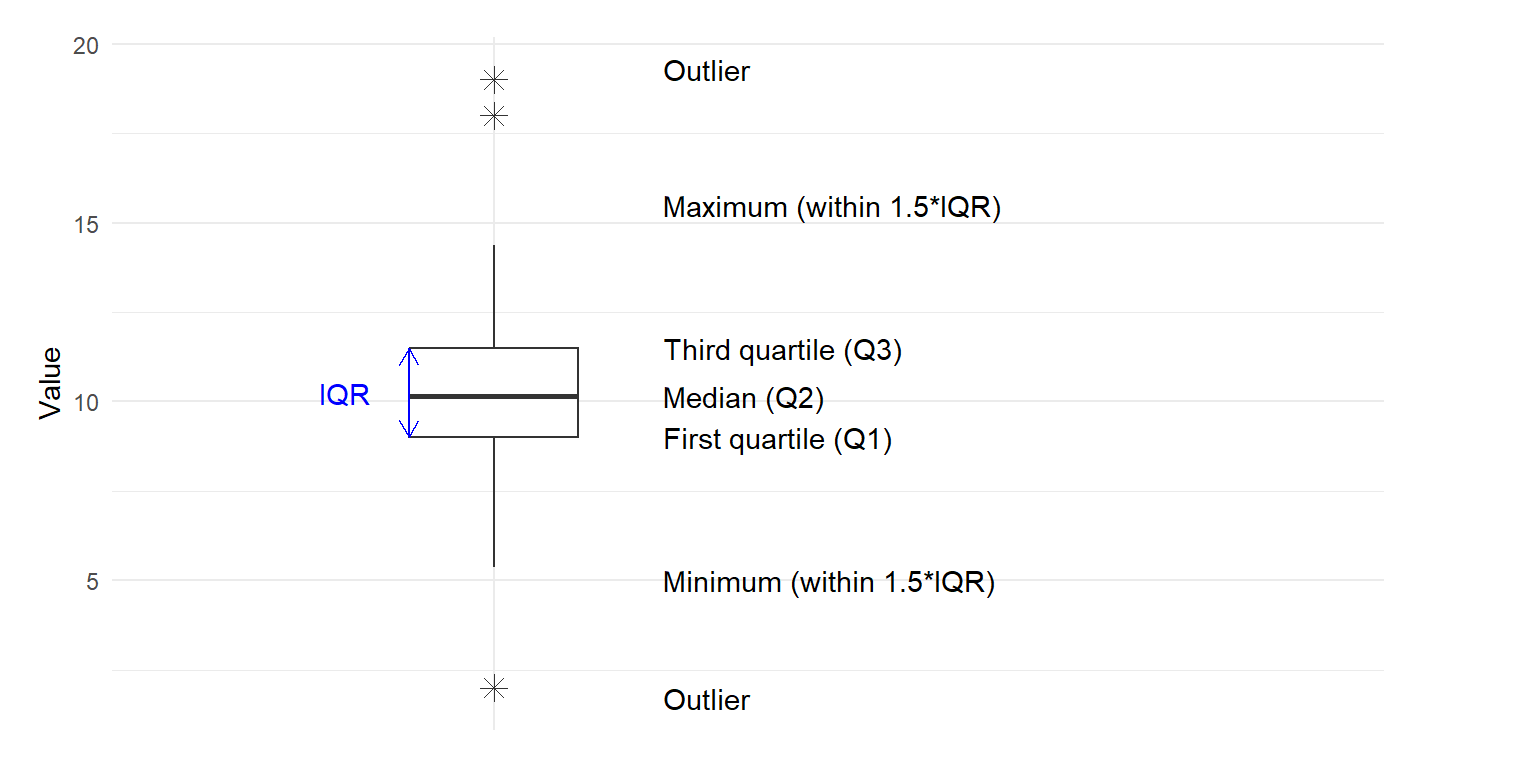 20
Outlier
Maximum (within 1.5*IQR)
15
Third quartile (Q3)
Value
IQR
Median (Q2)
10
First quartile (Q1)
5
Minimum (within 1.5*IQR)
Outlier